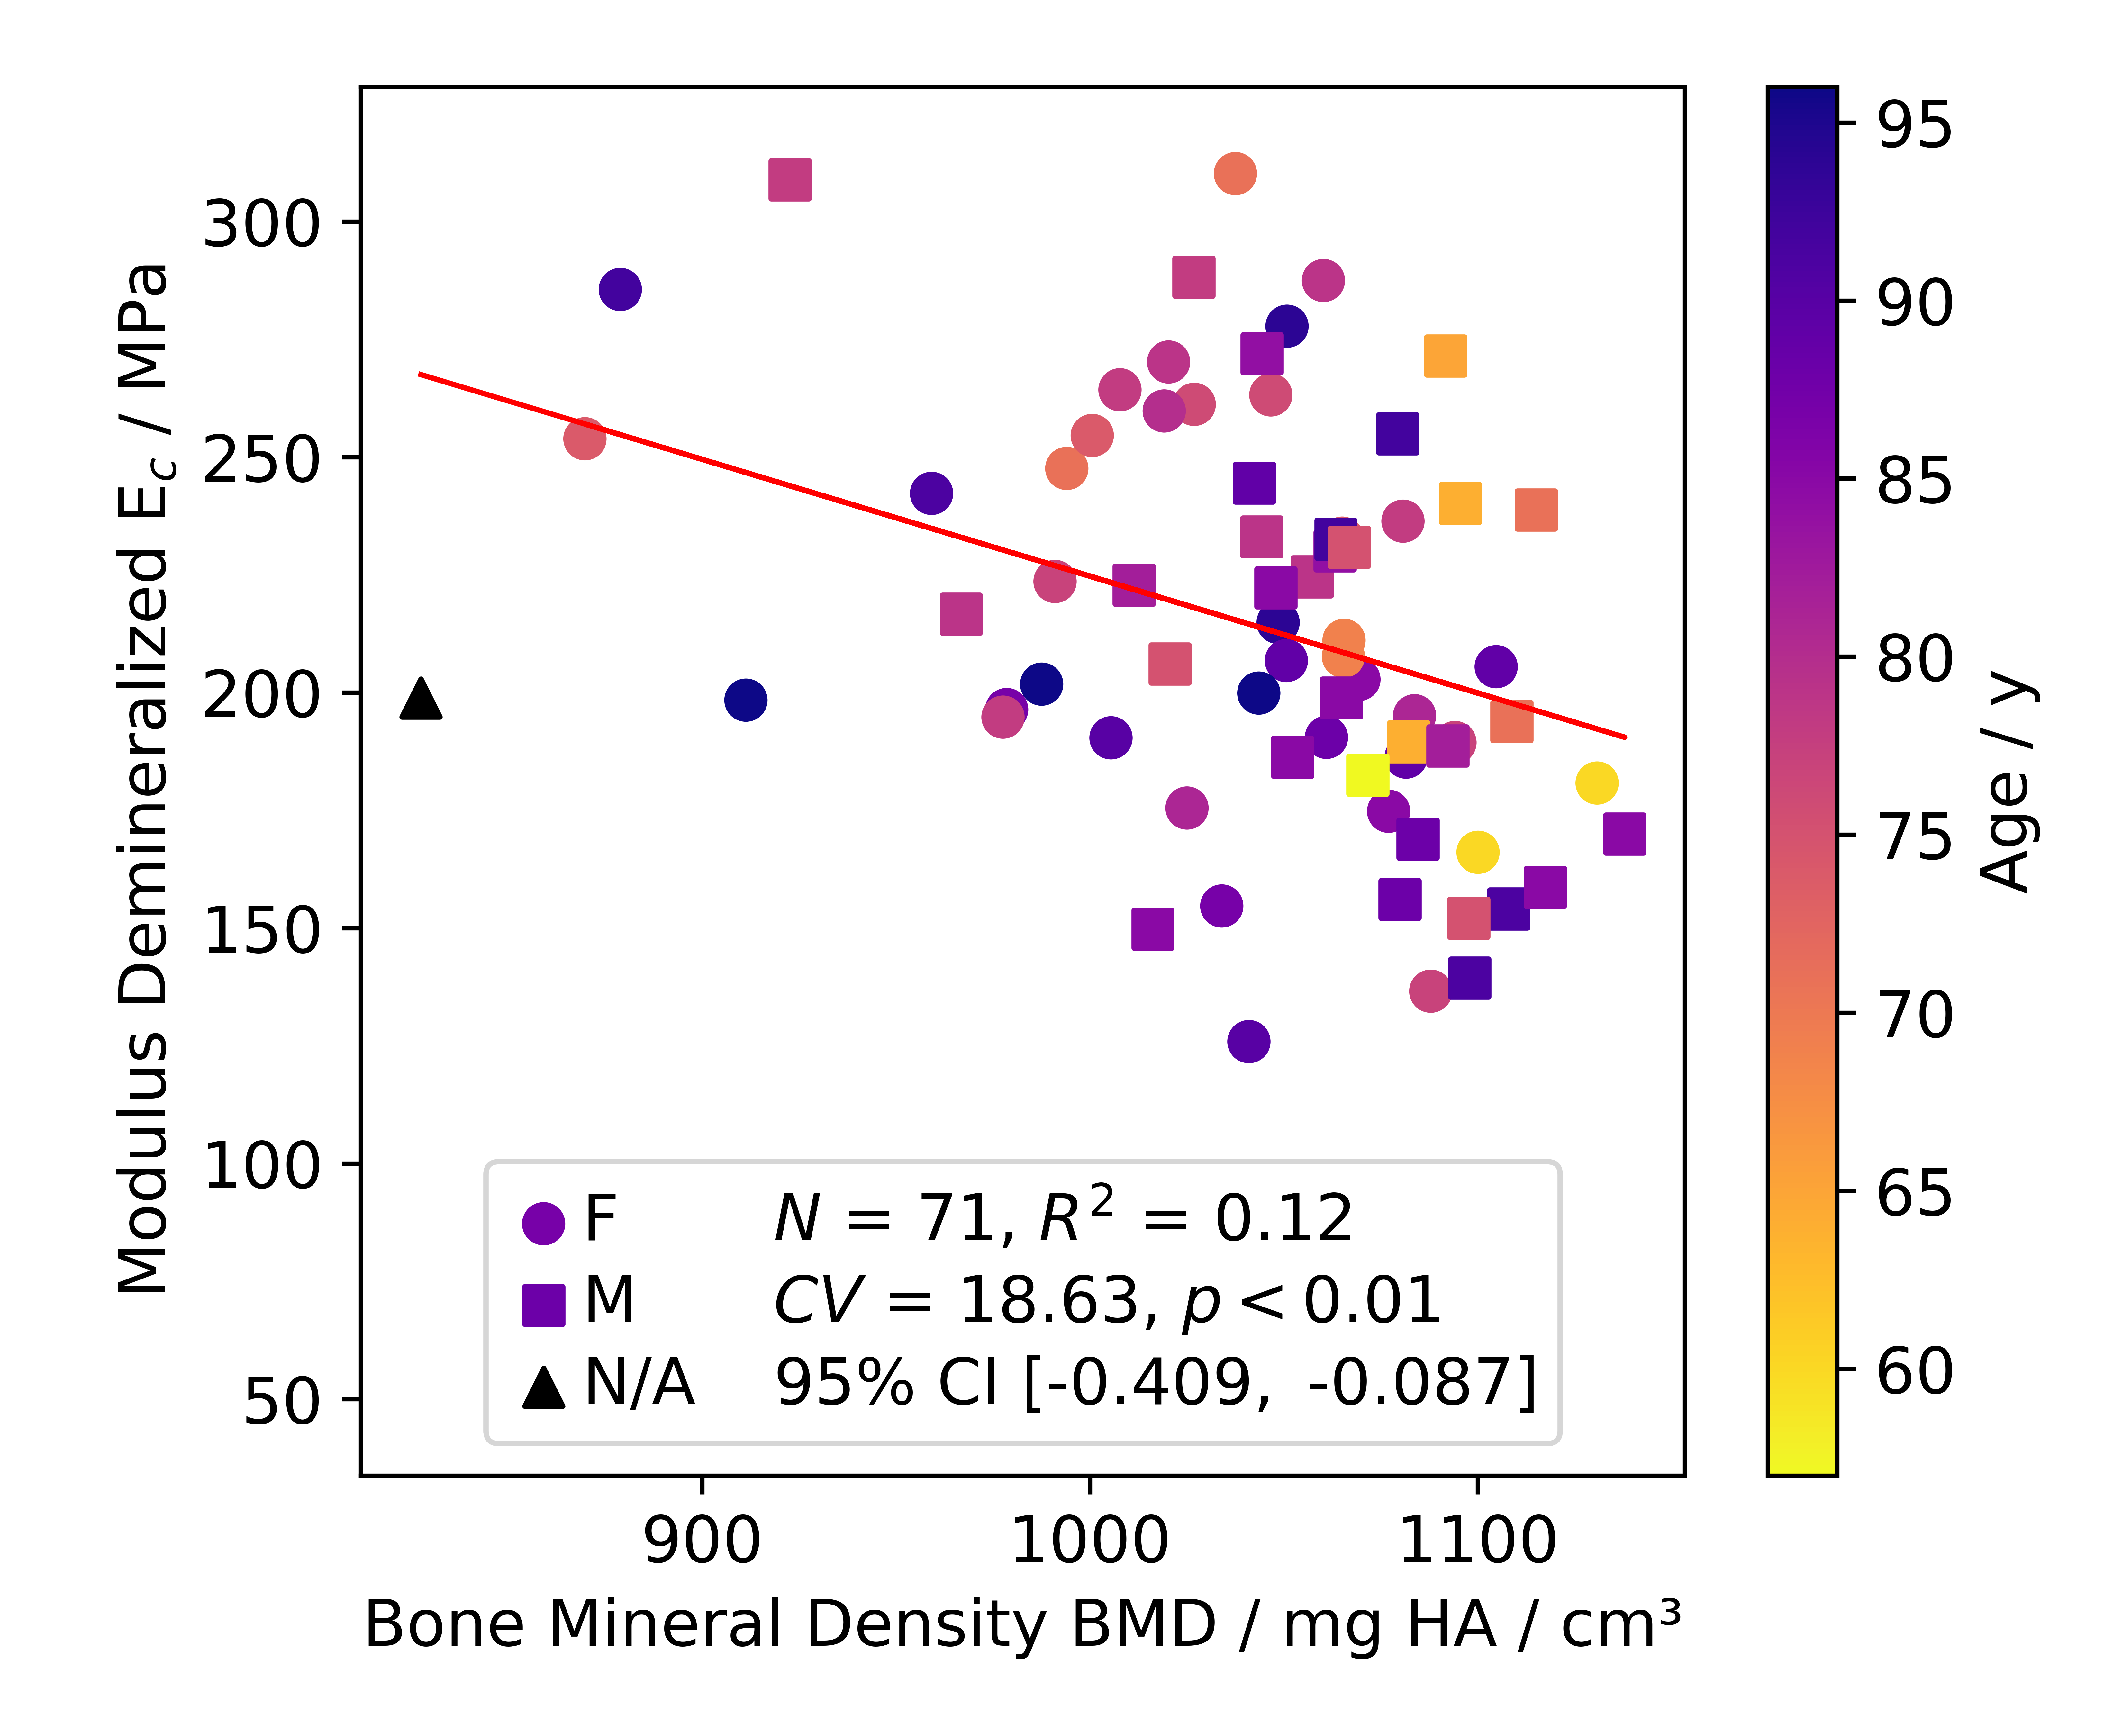 300
250
200
150
100
50
Modulus Demineralized E_c / MPa
F N = 71, R² = 0.12
M CV = 18.63, p < 0.01
N/A 95% CI [-0.409, -0.087]
900 1000 1100
Bone Mineral Density BMD / mg HA / cm³
95
90
85
80
75
70
65
60
Age / y